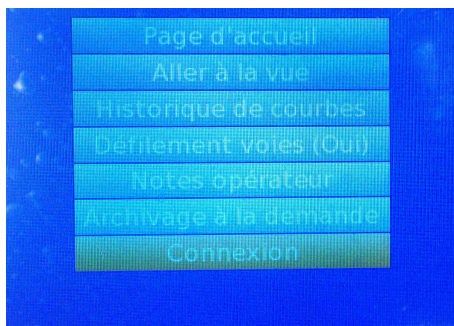 Page d'accueil
Aller à la vue
Historique de courbes
Défilement voies (Oui)
Notes opérateur
Archivage à la demande
Connexion